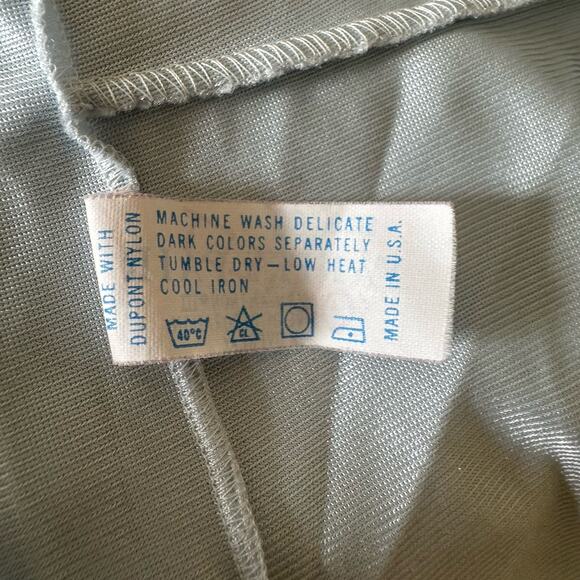 MADE WITH
DUPONT NYLON
MACHINE WASH DELICATE
DARK COLORS SEPARATELY
TUMBLE DRY—LOW HEAT
COOL IRON
40°C
CL
MADE IN U.S.A.